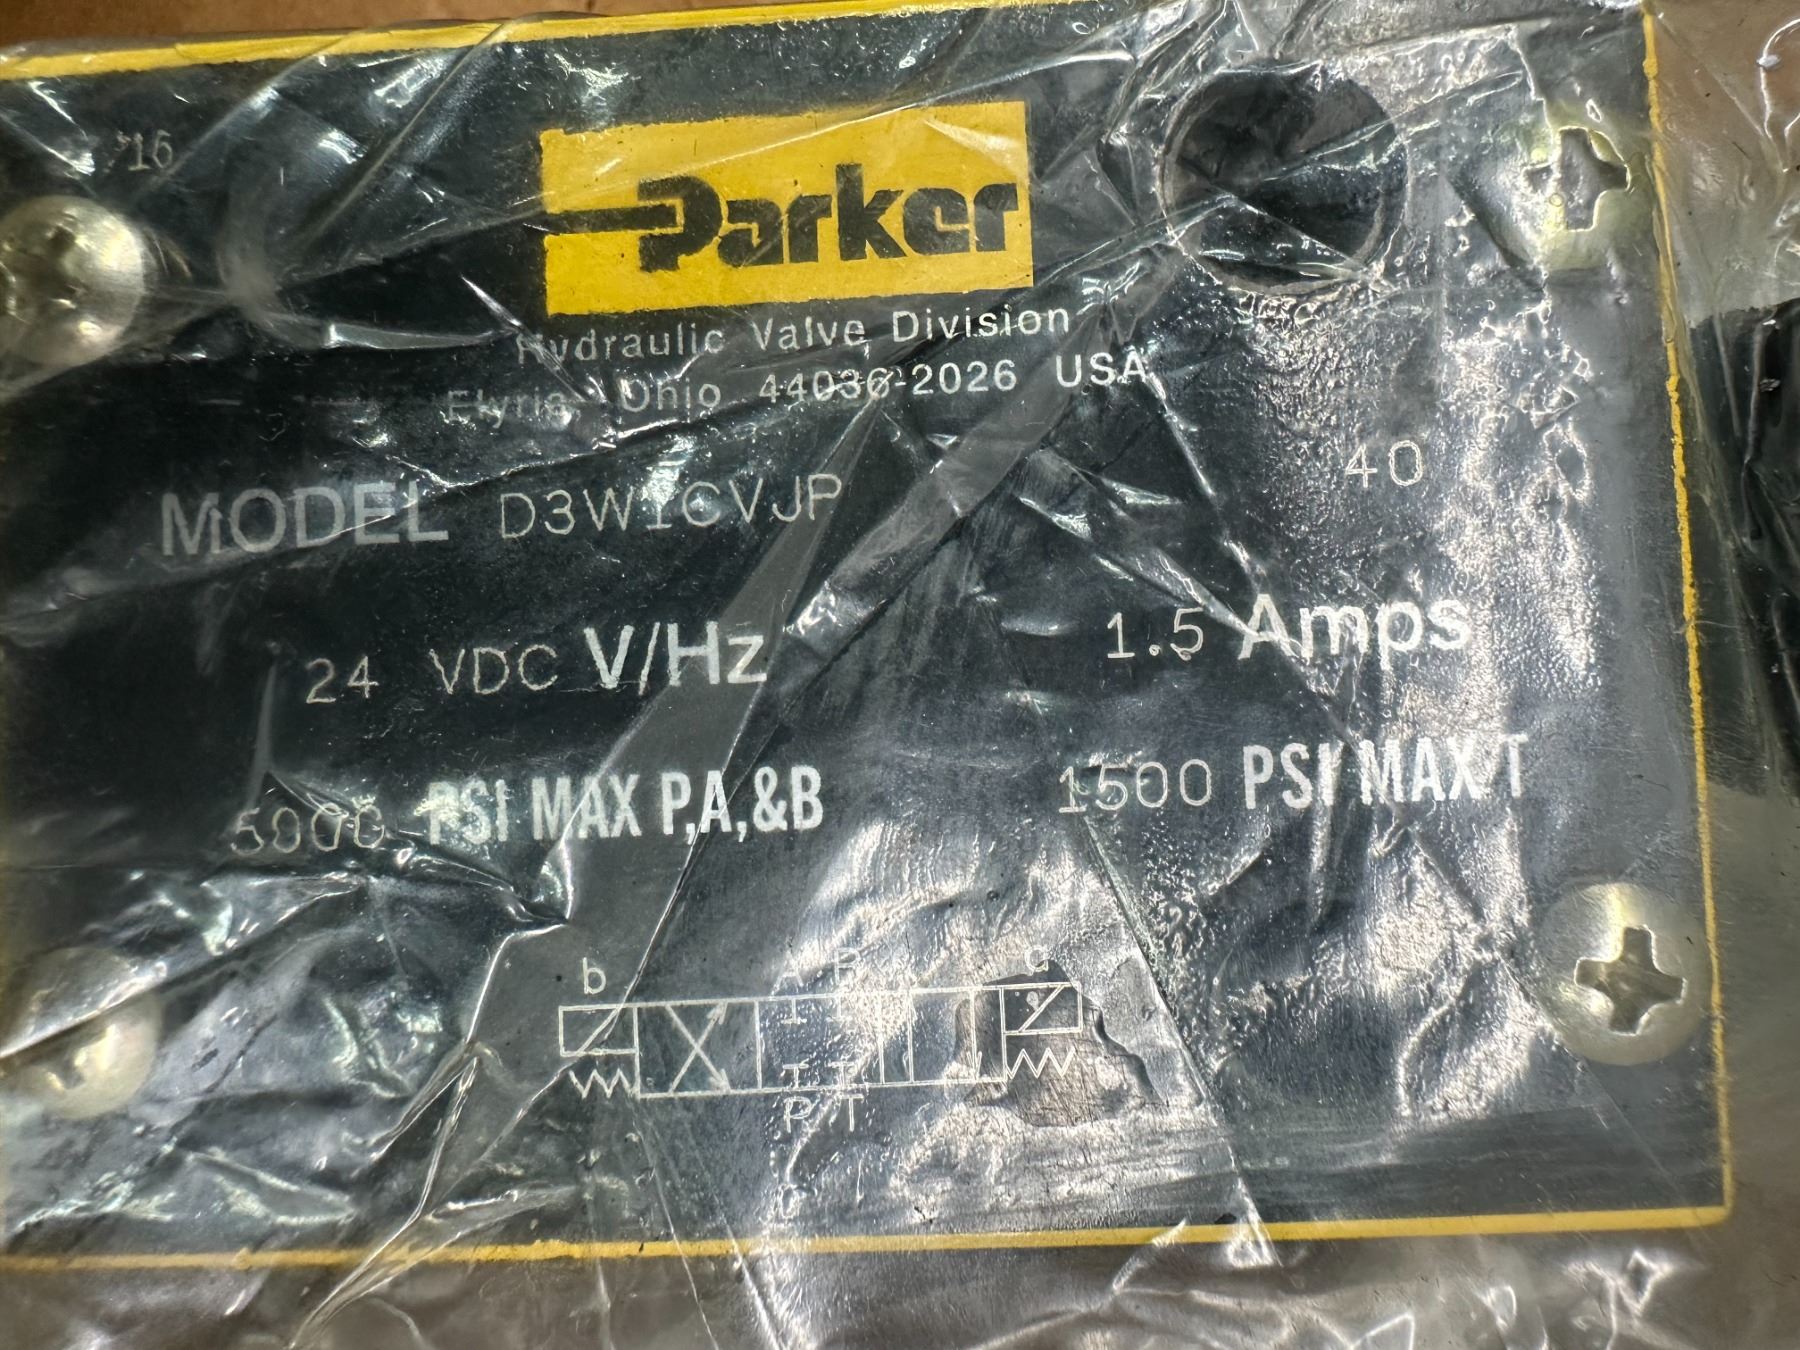 '16
Parker
Hydraulic Valve Division
Elyria, Ohio 44036-2026 USA
40
MODEL D3W1CVJP
24 VDC V/Hz 1.5 Amps
5000 PSI MAX P,A,&B 1500 PSI MAX T
b A B a
P T